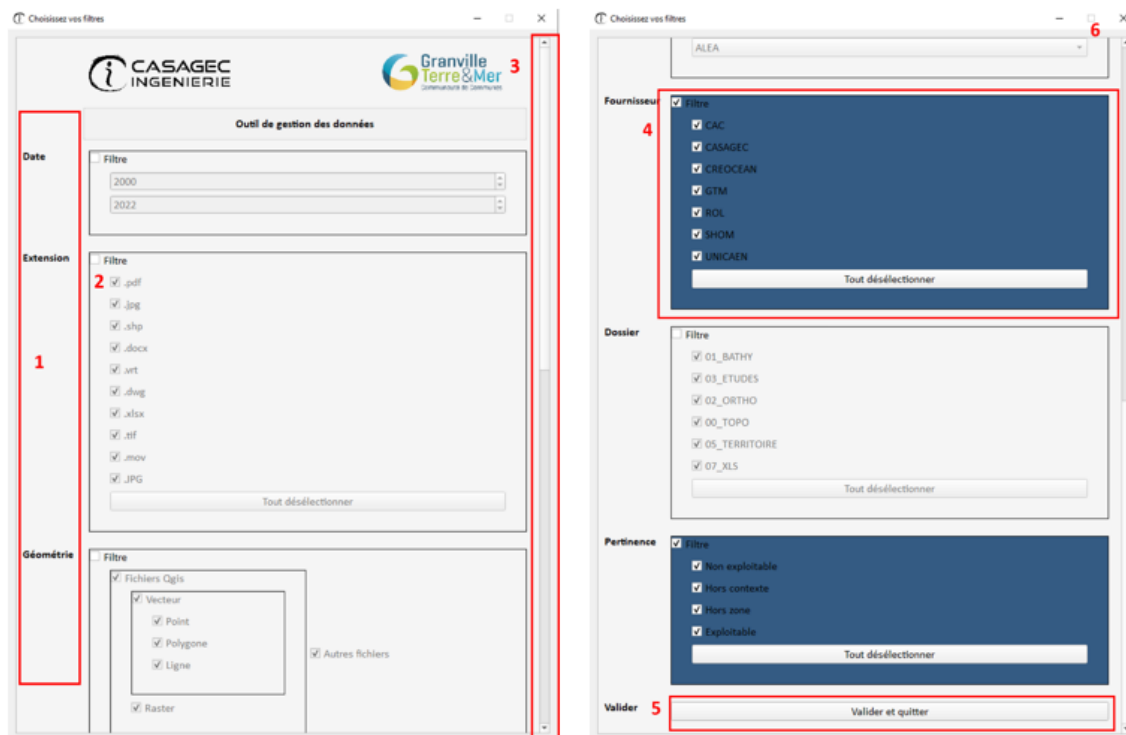 Choisissez vos filtres
CASAGEC
INGENIERIE
Granville
Terre&Mer
Communauté de Communes
3
Outil de gestion des données
1
Date
Filtre
2000
2022
Extension
Filtre
2
.pdf
.jpg
.shp
.docx
.vrt
.dwg
.xlsx
.tif
.mov
.JPG
Tout désélectionner
Géométrie
Filtre
Fichiers Qgis
Vecteur
Point
Polygone
Ligne
Autres fichiers
Raster
Choisissez vos filtres
6
ALEA
Fournisseur
Filtre
4
CAC
CASAGEC
CREOCEAN
GTM
ROL
SHOM
UNICAEN
Tout désélectionner
Dossier
Filtre
01_BATHY
03_ETUDES
02_ORTHO
00_TOPO
05_TERRITOIRE
07_XLS
Tout désélectionner
Pertinence
Filtre
Non exploitable
Hors contexte
Hors zone
Exploitable
Tout désélectionner
Valider
5
Valider et quitter